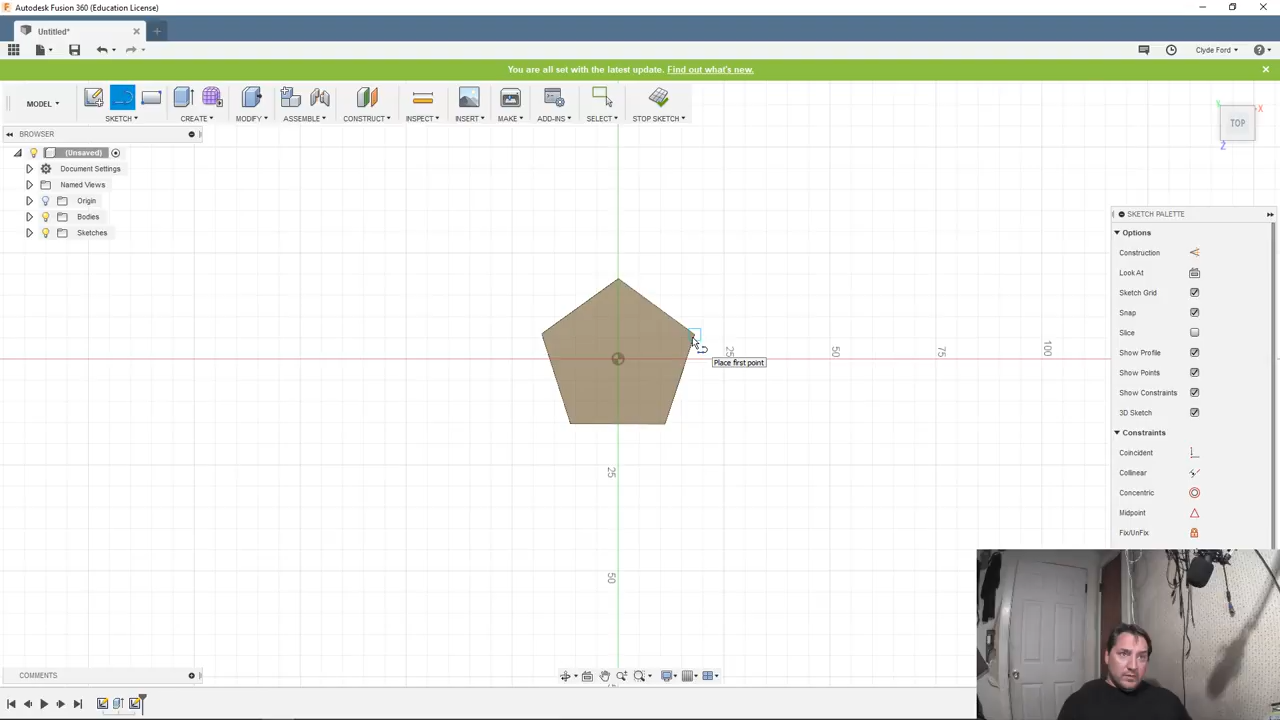 Autodesk Fusion 360 (Education License)
Untitled*
Clyde Ford
You are all set with the latest update. Find out what's new.
MODEL
SKETCH
CREATE
MODIFY
ASSEMBLE
CONSTRUCT
INSPECT
INSERT
MAKE
ADD-INS
SELECT
STOP SKETCH
BROWSER
(Unsaved)
Document Settings
Named Views
Origin
Bodies
Sketches
TOP
X
Y
Z
25
50
75
100
25
50
Place first point
SKETCH PALETTE
Options
Construction
Look At
Sketch Grid
Snap
Slice
Show Profile
Show Points
Show Constraints
3D Sketch
Constraints
Coincident
Collinear
Concentric
Midpoint
Fix/UnFix
COMMENTS